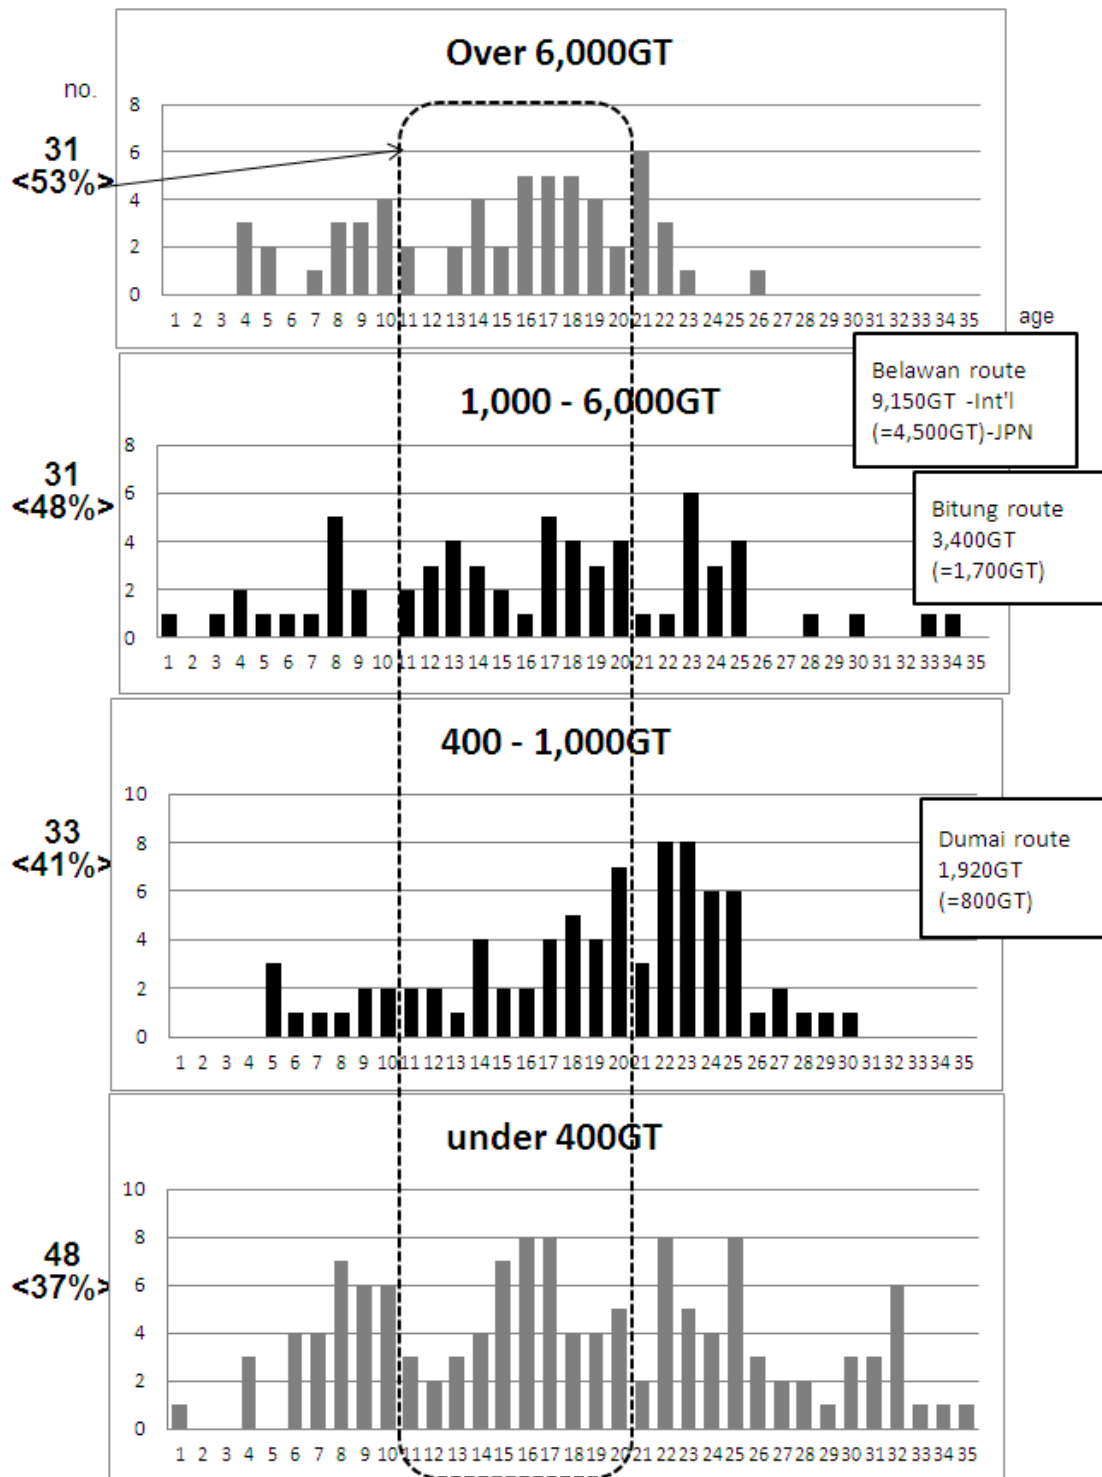 Over 6,000GT
no.
31
<53%>
8
6
4
2
0
1 2 3 4 5 6 7 8 9 10 11 12 13 14 15 16 17 18 19 20 21 22 23 24 25 26 27 28 29 30 31 32 33 34 35
age
Belawan route
9,150GT -Int'l
(=4,500GT)-JPN
1,000 - 6,000GT
31
<48%>
8
6
4
2
0
1 2 3 4 5 6 7 8 9 10 11 12 13 14 15 16 17 18 19 20 21 22 23 24 25 26 27 28 29 30 31 32 33 34 35
Bitung route
3,400GT
(=1,700GT)
400 - 1,000GT
33
<41%>
10
8
6
4
2
0
1 2 3 4 5 6 7 8 9 10 11 12 13 14 15 16 17 18 19 20 21 22 23 24 25 26 27 28 29 30 31 32 33 34 35
Dumai route
1,920GT
(=800GT)
under 400GT
48
<37%>
10
8
6
4
2
0
1 2 3 4 5 6 7 8 9 10 11 12 13 14 15 16 17 18 19 20 21 22 23 24 25 26 27 28 29 30 31 32 33 34 35